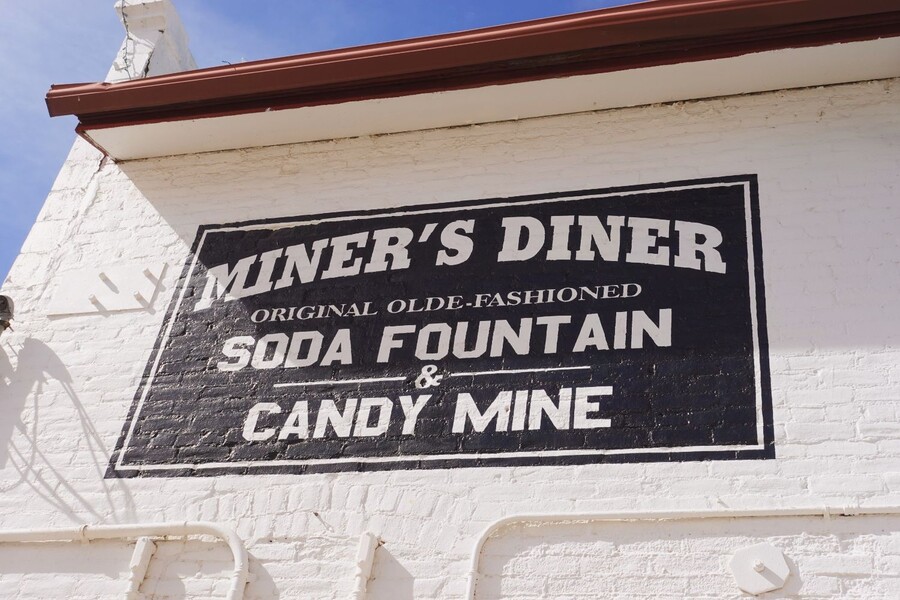 MINER'S DINER
ORIGINAL OLDE-FASHIONED
SODA FOUNTAIN
&
CANDY MINE